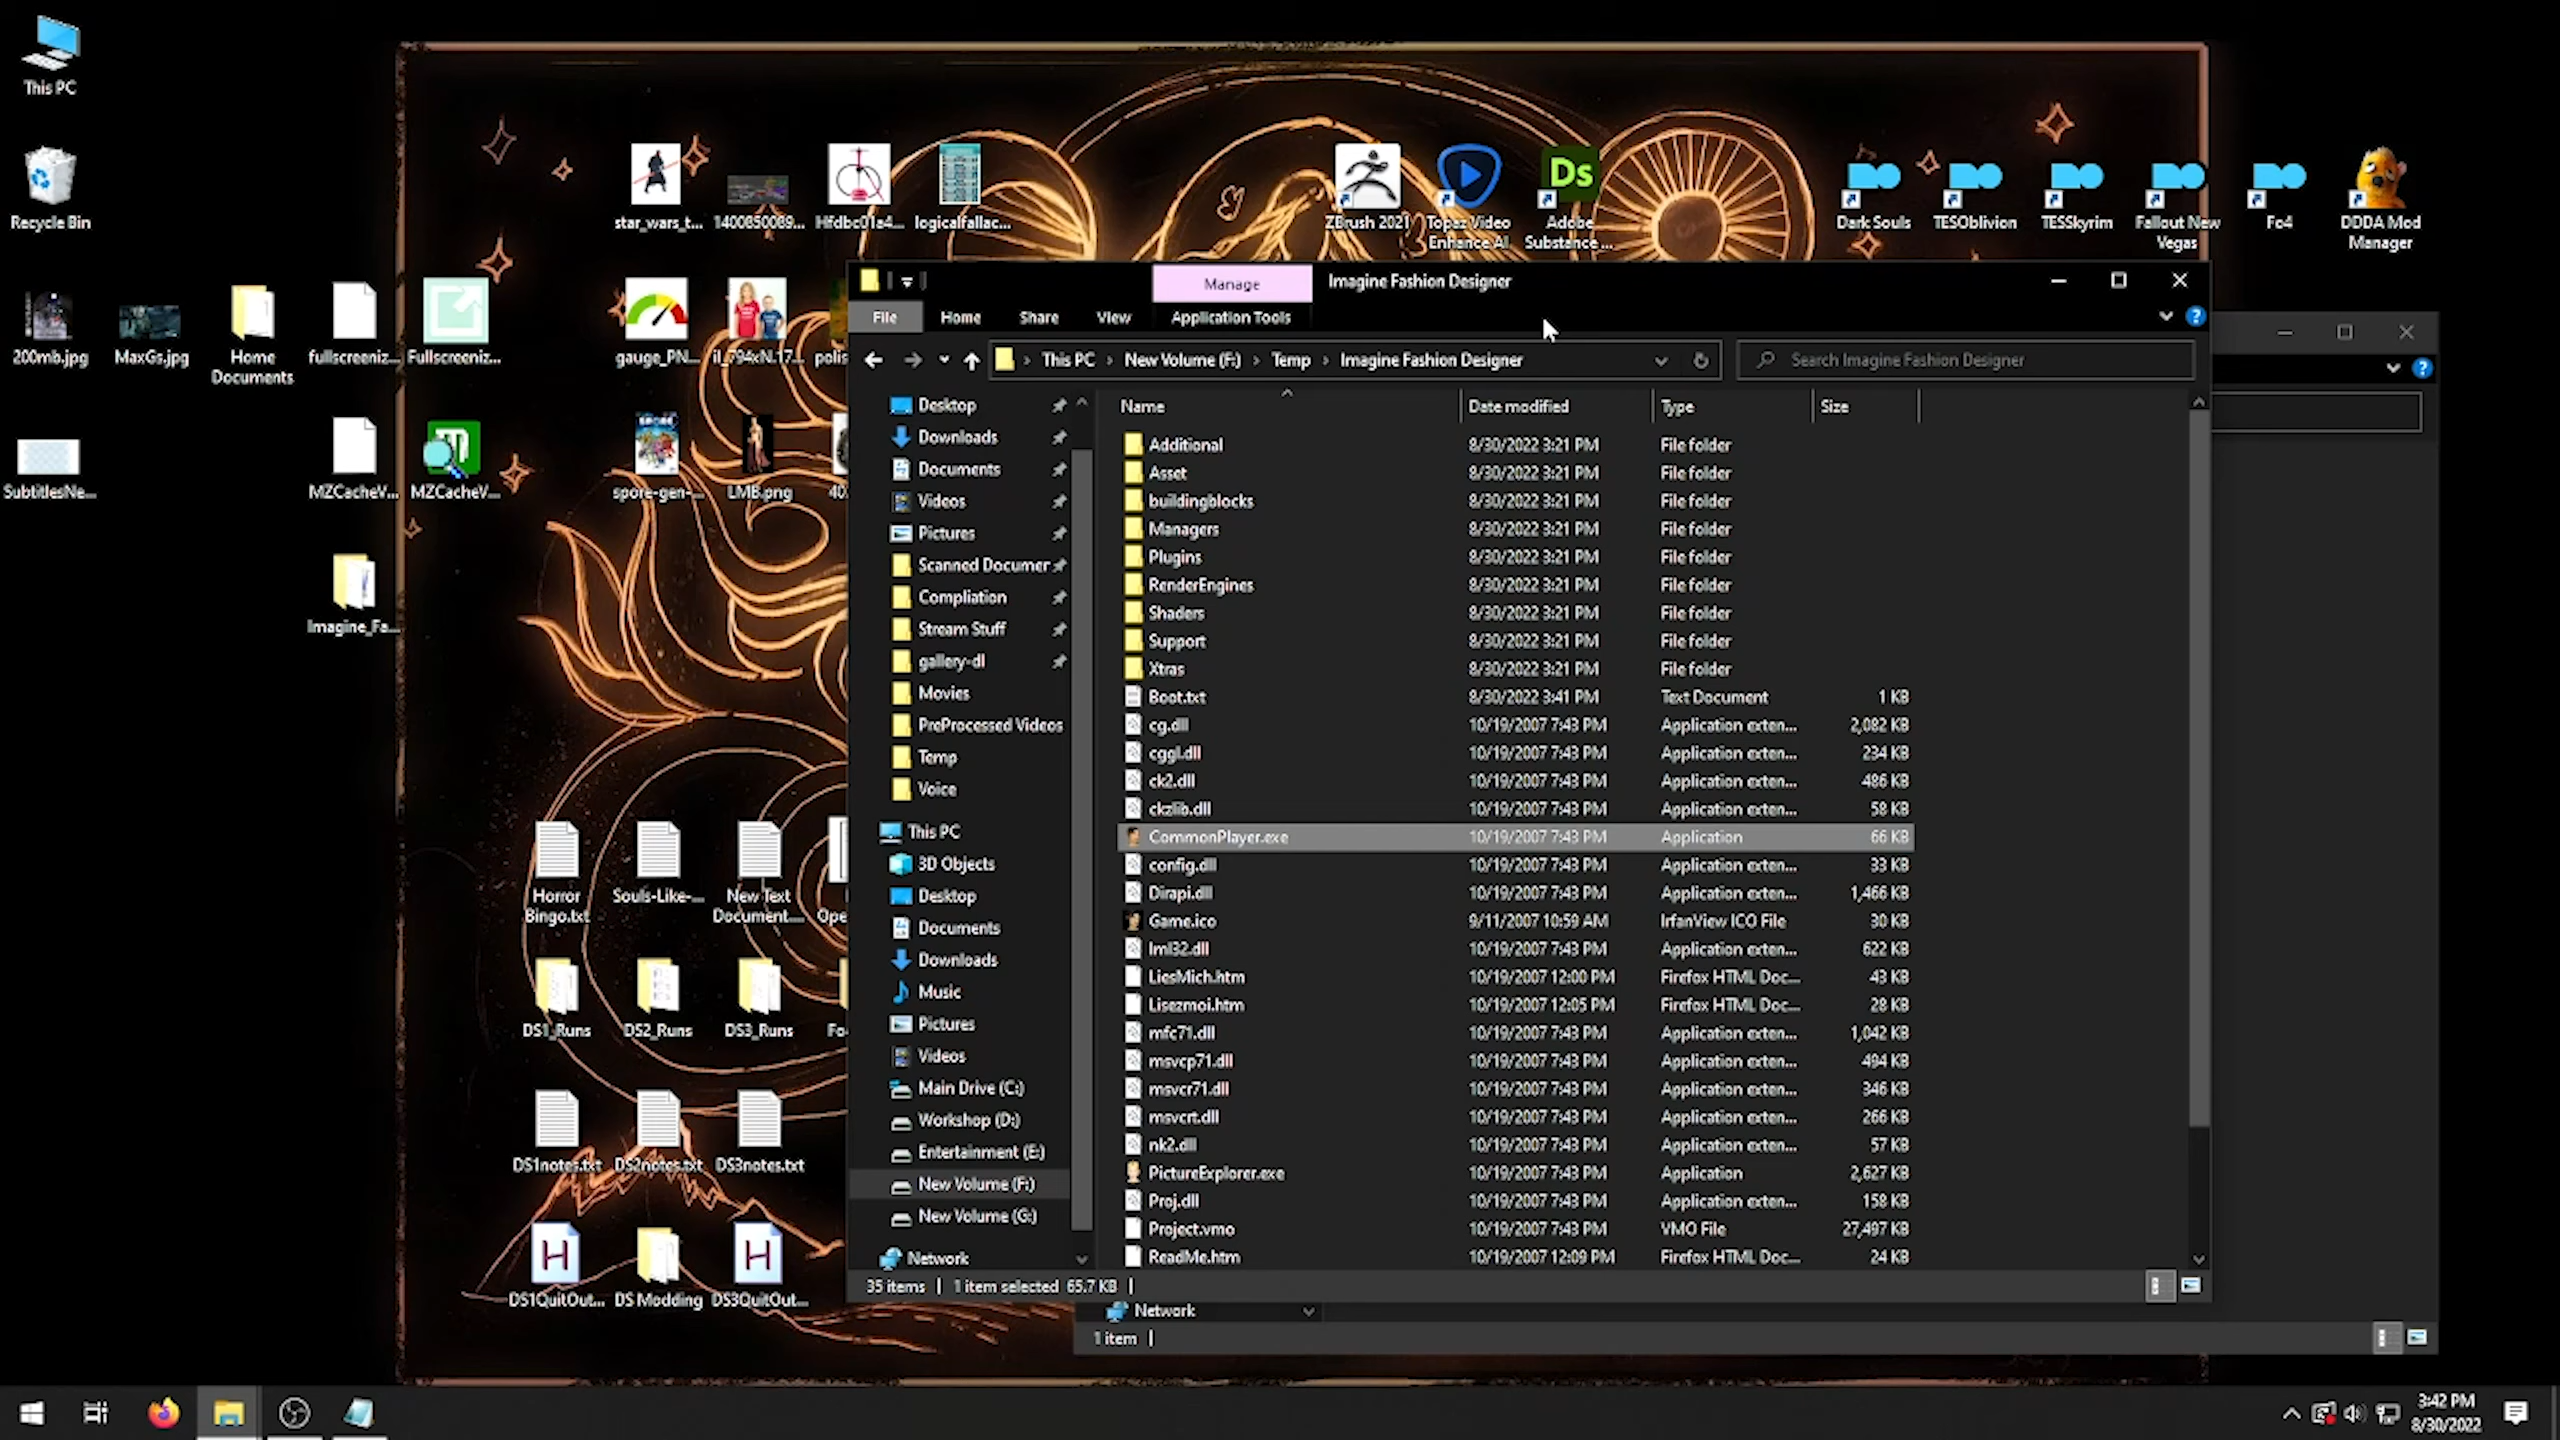 This PC
Recycle Bin
star_wars_t...
1400850089...
Hfdbc01a4...
logicalfallac...
ZBrush 2021
Topaz Video
Enhance AI
Adobe
Substance ...
Dark Souls
TESOblivion
TESSkyrim
Fallout New
Vegas
Fo4
DDDA Mod
Manager
200mb.jpg
MaxGs.jpg
Home
Documents
fullscreeniz...
Fullscreeniz...
gauge_PN...
il_794xN.17...
SubtitlesNe...
MZCacheV...
MZCacheV...
spore-gen-...
LMB.png
Imagine_Fa...
Horror
Bingo.txt
Souls-Like-...
New Text
Document....
DS1_Runs
DS2_Runs
DS3_Runs
DS1notes.txt
DS2notes.txt
DS3notes.txt
DS1QuitOut...
DS Modding
DS3QuitOut...
Manage
Imagine Fashion Designer
File
Home
Share
View
Application Tools
This PC > New Volume (F:) > Temp > Imagine Fashion Designer
Search Imagine Fashion Designer
Desktop
Downloads
Documents
Videos
Pictures
Scanned Documer
Compliation
Stream Stuff
gallery-dl
Movies
PreProcessed Videos
Temp
Voice
This PC
3D Objects
Desktop
Documents
Downloads
Music
Pictures
Videos
Main Drive (C:)
Workshop (D:)
Entertainment (E:)
New Volume (F:)
New Volume (G:)
Network
Name Date modified Type Size
Additional 8/30/2022 3:21 PM File folder
Asset 8/30/2022 3:21 PM File folder
buildingblocks 8/30/2022 3:21 PM File folder
Managers 8/30/2022 3:21 PM File folder
Plugins 8/30/2022 3:21 PM File folder
RenderEngines 8/30/2022 3:21 PM File folder
Shaders 8/30/2022 3:21 PM File folder
Support 8/30/2022 3:21 PM File folder
Xtras 8/30/2022 3:21 PM File folder
Boot.txt 8/30/2022 3:41 PM Text Document 1 KB
cg.dll 10/19/2007 7:43 PM Application exten... 2,082 KB
cggl.dll 10/19/2007 7:43 PM Application exten... 234 KB
ck2.dll 10/19/2007 7:43 PM Application exten... 486 KB
ckzlib.dll 10/19/2007 7:43 PM Application exten... 58 KB
CommonPlayer.exe 10/19/2007 7:43 PM Application 66 KB
config.dll 10/19/2007 7:43 PM Application exten... 33 KB
Dirapi.dll 10/19/2007 7:43 PM Application exten... 1,466 KB
Game.ico 9/11/2007 10:59 AM IrfanView ICO File 30 KB
Iml32.dll 10/19/2007 7:43 PM Application exten... 622 KB
LiesMich.htm 10/19/2007 12:00 PM Firefox HTML Doc... 43 KB
Lisezmoi.htm 10/19/2007 12:05 PM Firefox HTML Doc... 28 KB
mfc71.dll 10/19/2007 7:43 PM Application exten... 1,042 KB
msvcp71.dll 10/19/2007 7:43 PM Application exten... 494 KB
msvcr71.dll 10/19/2007 7:43 PM Application exten... 346 KB
msvcrt.dll 10/19/2007 7:43 PM Application exten... 266 KB
nk2.dll 10/19/2007 7:43 PM Application exten... 57 KB
PictureExplorer.exe 10/19/2007 7:43 PM Application 2,627 KB
Proj.dll 10/19/2007 7:43 PM Application exten... 158 KB
Project.vmo 10/19/2007 7:43 PM VMO File 27,497 KB
ReadMe.htm 10/19/2007 12:09 PM Firefox HTML Doc... 24 KB
35 items | 1 item selected 65.7 KB |
Network
1 item |
3:42 PM
8/30/2022